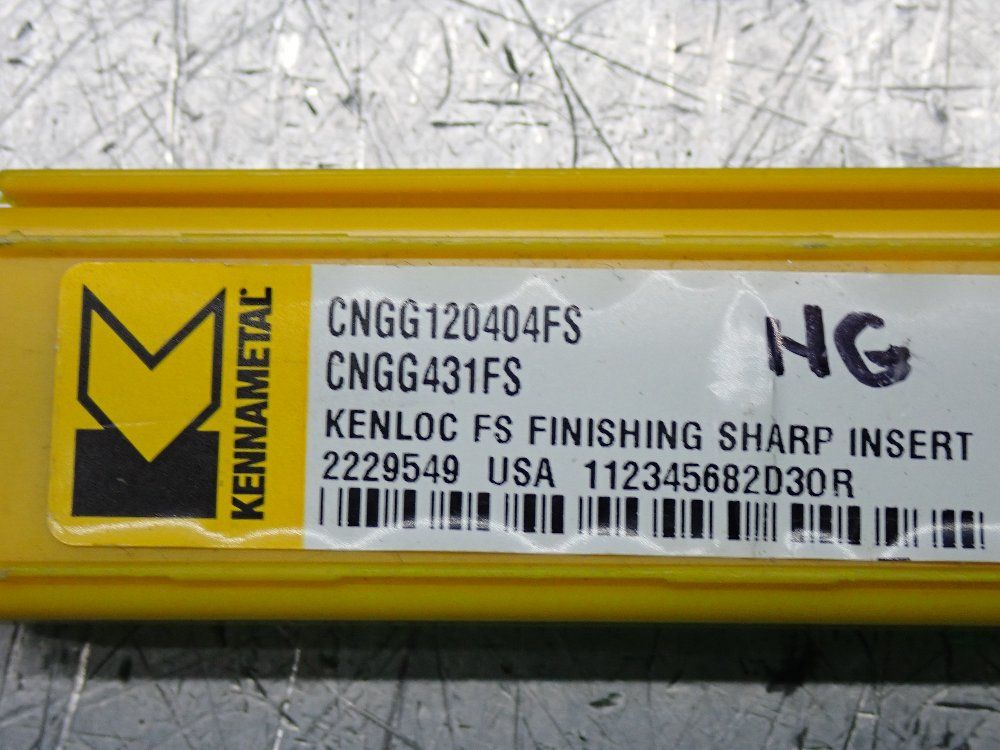 KENNAMETAL
CNGG120404FS
HG
CNGG431FS
KENLOC FS FINISHING SHARP INSERT
2229549 USA 112345682D30R